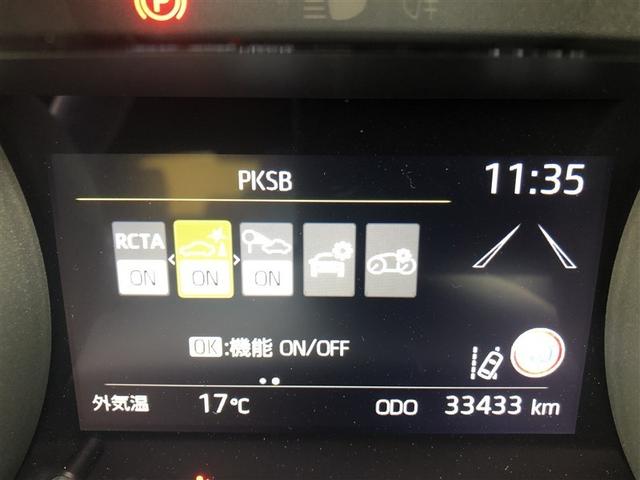 P
PKSB
11:35
RCTA
ON
ON
ON
OK:機能 ON/OFF
外気温 17℃ ODO 33433 km